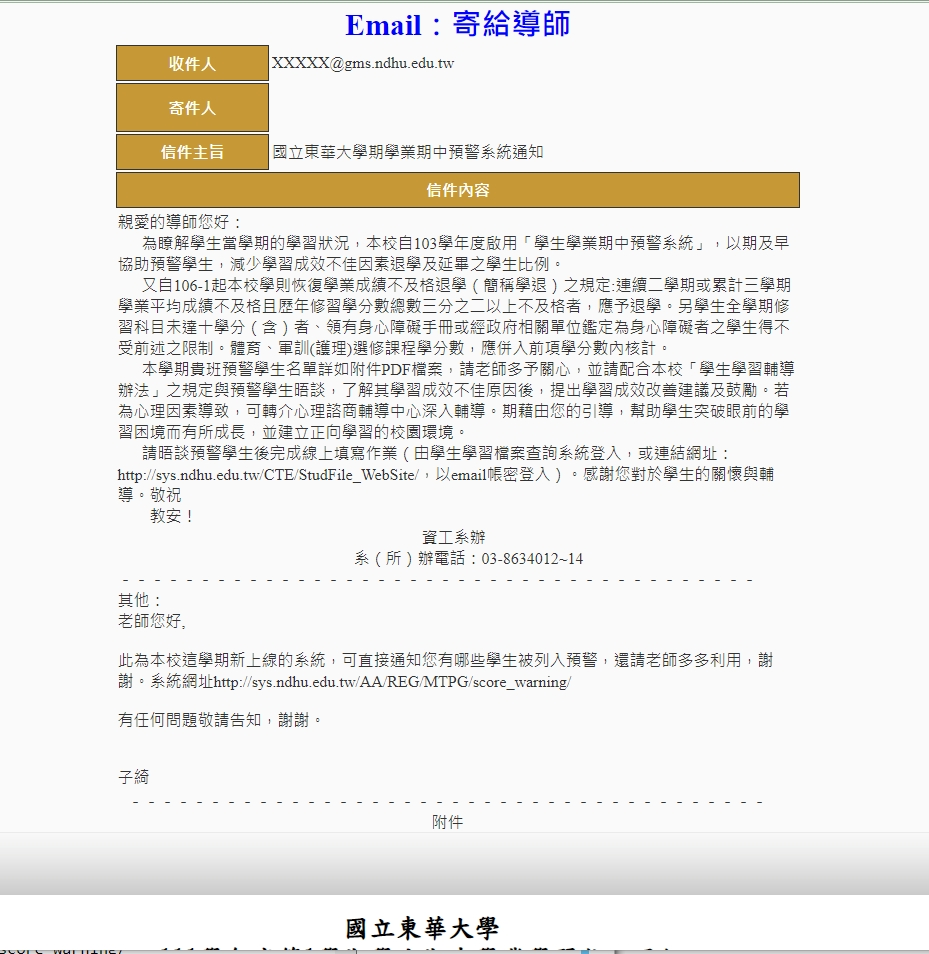 Email：寄給導師
收件人 XXXXX@gms.ndhu.edu.tw
寄件人
信件主旨 國立東華大學期學業期中預警系統通知
信件內容
親愛的導師您好：
為瞭解學生當學期的學習狀況，本校自103學年度啟用「學生學業期中預警系統」，以期及早
協助預警學生，減少學習成效不佳因素退學及延畢之學生比例。
又自106-1起本校學則恢復學業成績不及格退學（簡稱學退）之規定:連續二學期或累計三學期
學業平均成績不及格且歷年修習學分數總數三分之二以上不及格者，應予退學。另學生全學期修
習科目未達十學分（含）者、領有身心障礙手冊或經政府相關單位鑑定為身心障礙者之學生得不
受前述之限制。體育、軍訓(護理)選修課程學分數，應併入前項學分數內核計。
本學期貴班預警學生名單詳如附件PDF檔案，請老師多予關心，並請配合本校「學生學習輔導
辦法」之規定與預警學生晤談，了解其學習成效不佳原因後，提出學習成效改善建議及鼓勵。若
為心理因素導致，可轉介心理諮商輔導中心深入輔導。期藉由您的引導，幫助學生突破眼前的學
習困境而有所成長，並建立正向學習的校園環境。
請晤談預警學生後完成線上填寫作業（由學生學習檔案查詢系統登入，或連結網址：
http://sys.ndhu.edu.tw/CTE/StudFile_WebSite/，以email帳密登入）。感謝您對於學生的關懷與輔
導。敬祝
教安！
資工系辦
系（所）辦電話：03-8634012~14
- - - - - - - - - - - - - - - - - - - - - - - - - - - - - - - - - - - - - - - -
其他：
老師您好,
此為本校這學期新上線的系統，可直接通知您有哪些學生被列入預警，還請老師多多利用，謝
謝。系統網址http://sys.ndhu.edu.tw/AA/REG/MTPG/score_warning/
有任何問題敬請告知，謝謝。
子綺
- - - - - - - - - - - - - - - - - - - - - - - - - - - - - - - - - - - - - - - -
附件
國立東華大學